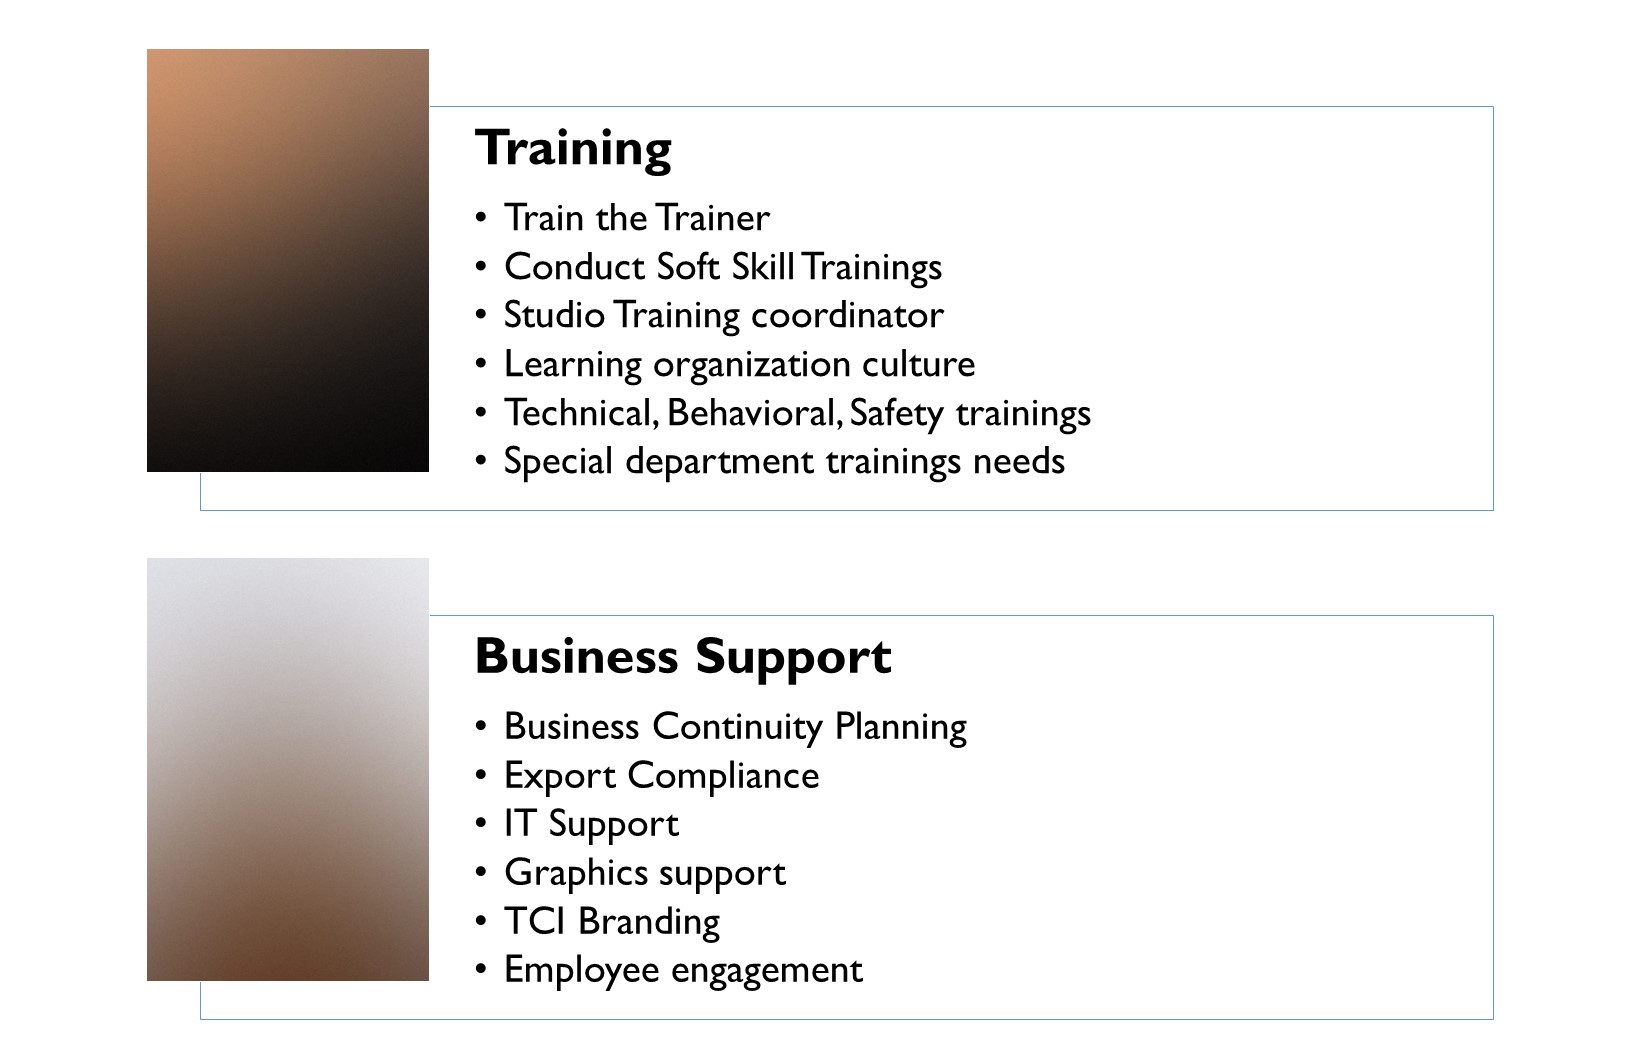 Training
• Train the Trainer
• Conduct Soft Skill Trainings
• Studio Training coordinator
• Learning organization culture
• Technical, Behavioral, Safety trainings
• Special department trainings needs
Business Support
• Business Continuity Planning
• Export Compliance
• IT Support
• Graphics support
• TCI Branding
• Employee engagement